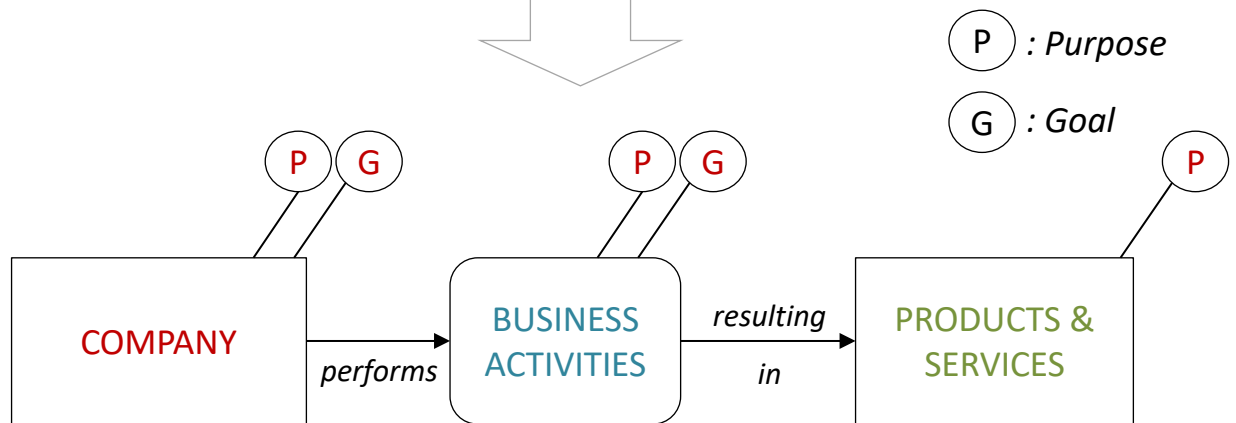 P : Purpose
G : Goal
P G
P G
P
COMPANY
performs
BUSINESS
ACTIVITIES
resulting
in
PRODUCTS &
SERVICES